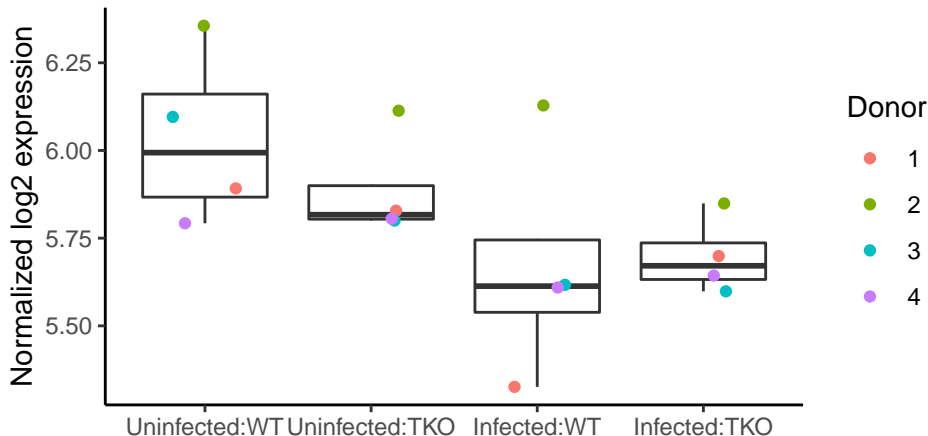 Normalized log2 expression
6.25
6.00
5.75
5.50
Uninfected:WT
Uninfected:TKO
Infected:WT
Infected:TKO
Donor
1
2
3
4